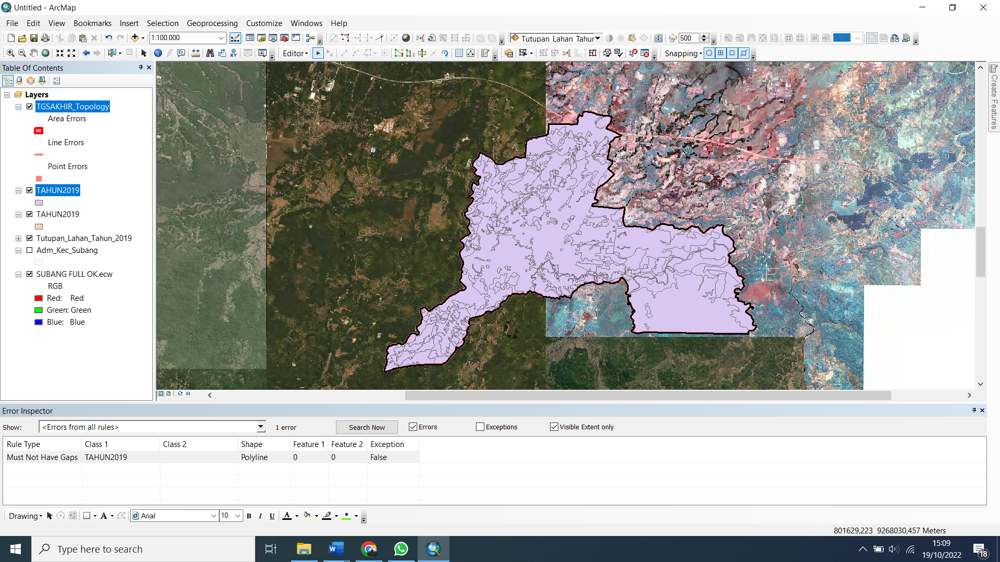 Untitled - ArcMap
File Edit View Bookmarks Insert Selection Geoprocessing Customize Windows Help
1:100.000
Tutupan_Lahan_Tahur
500
100%
Editor
Snapping
Table Of Contents
Layers
TGSAKHIR_Topology
Area Errors
Line Errors
Point Errors
TAHUN2019
TAHUN2019
Tutupan_Lahan_Tahun_2019
Adm_Kec_Subang
SUBANG FULL OK.ecw
RGB
Red: Red
Green: Green
Blue: Blue
Create Features
Error Inspector
Show: <Errors from all rules> 1 error Search Now Errors Exceptions Visible Extent only
Rule Type Class 1 Class 2 Shape Feature 1 Feature 2 Exception
Must Not Have Gaps TAHUN2019 Polyline 0 0 False
Drawing A Arial 10 B I U A
801629,223 9268030,457 Meters
Type here to search
15:09
19/10/2022
18